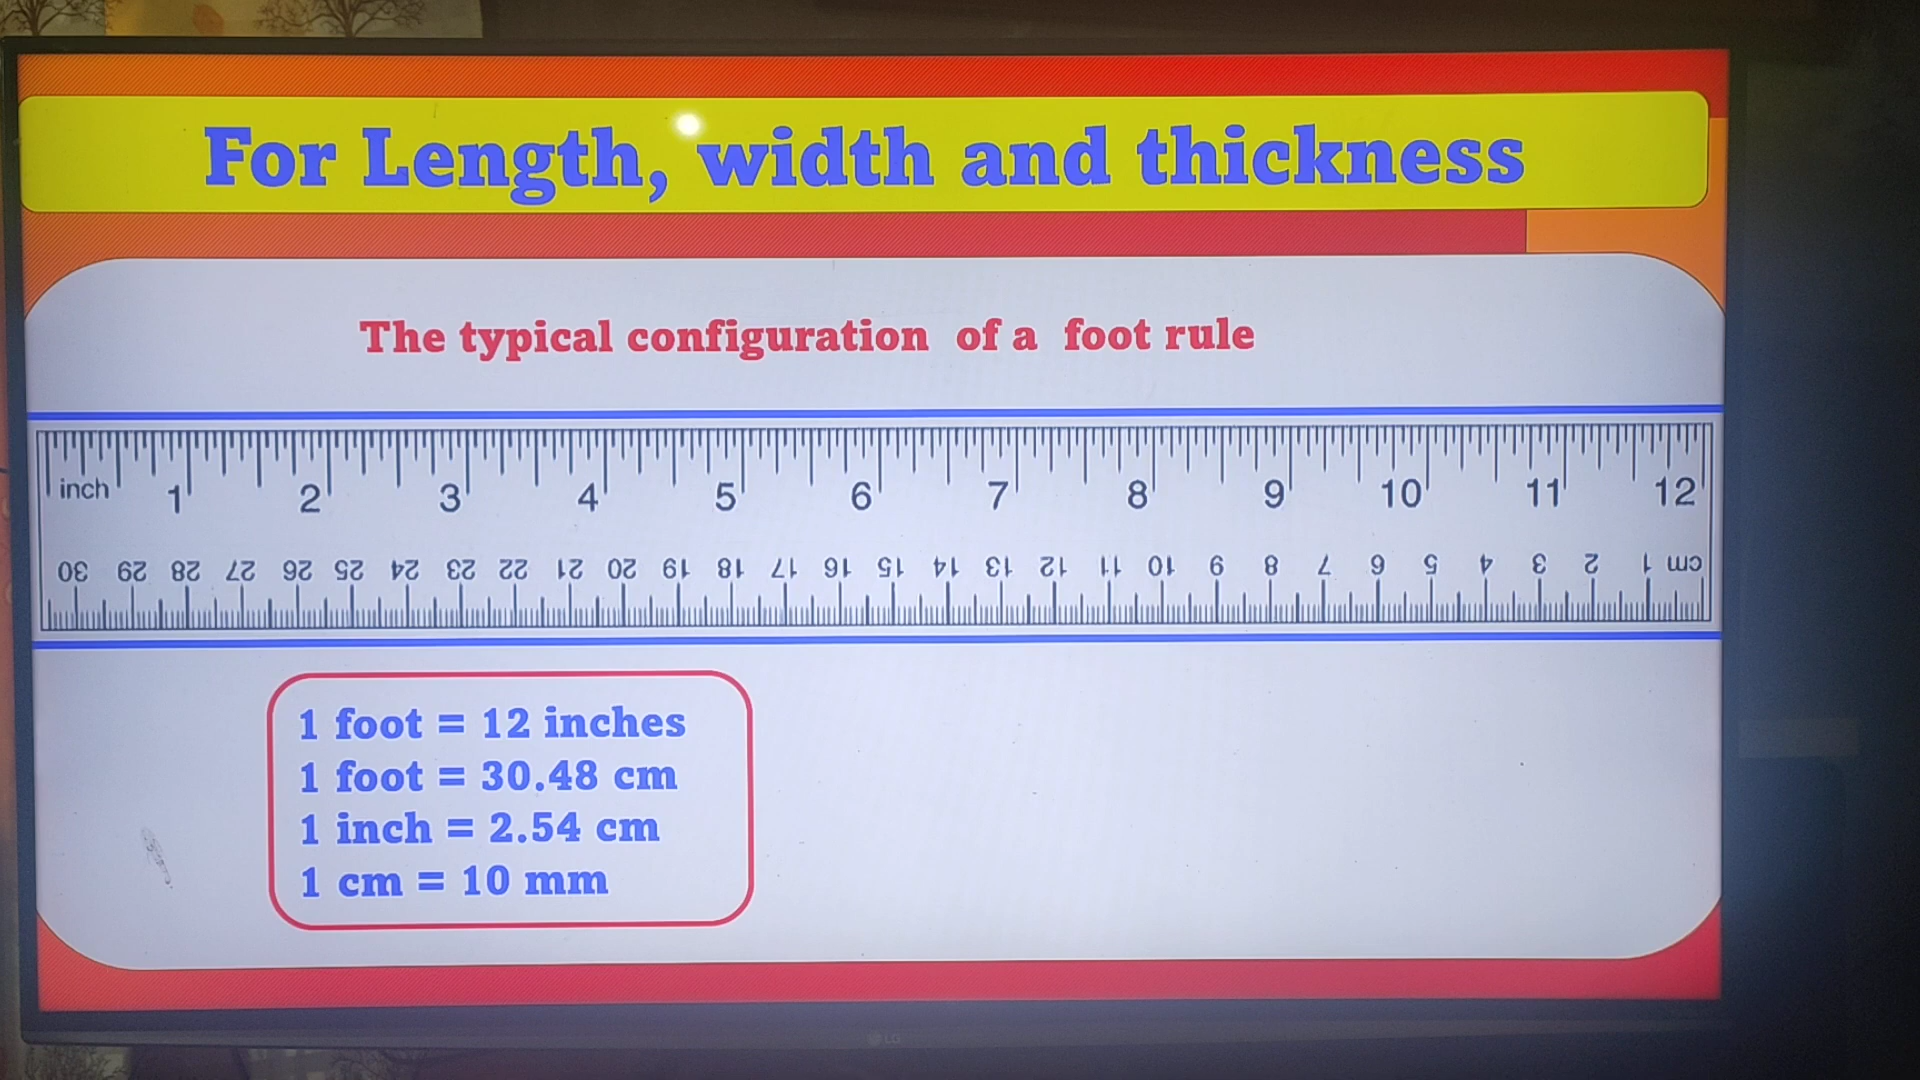 For Length, width and thickness
The typical configuration of a foot rule
inch 1 2 3 4 5 6 7 8 9 10 11 12
30 29 28 27 26 25 24 23 22 21 20 19 18 17 16 15 14 13 12 11 10 9 8 7 6 5 4 3 2 1 cm
1 foot = 12 inches
1 foot = 30.48 cm
1 inch = 2.54 cm
1 cm = 10 mm
LG